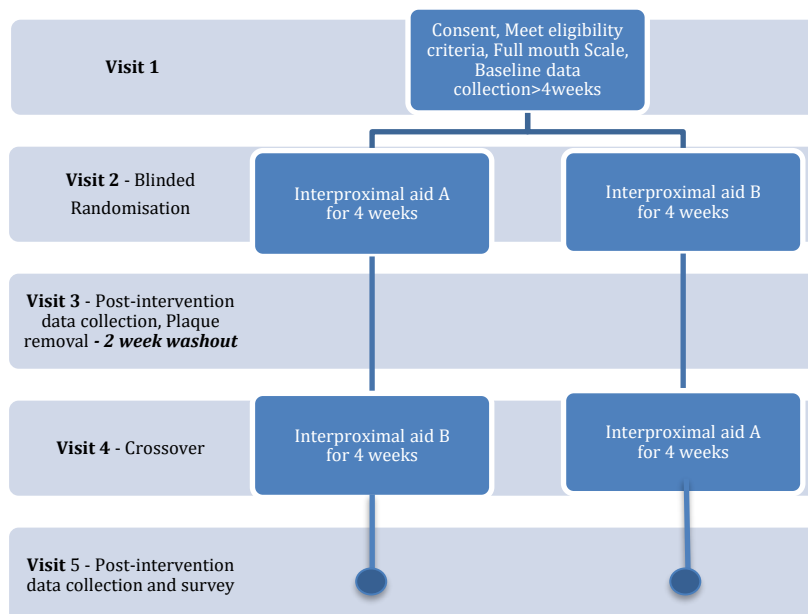 Visit 1
Consent, Meet eligibility
criteria, Full mouth Scale,
Baseline data
collection>4weeks
Visit 2 - Blinded
Randomisation
Interproximal aid A
for 4 weeks
Interproximal aid B
for 4 weeks
Visit 3 - Post-intervention
data collection, Plaque
removal - 2 week washout
Visit 4 - Crossover
Interproximal aid B
for 4 weeks
Interproximal aid A
for 4 weeks
Visit 5 - Post-intervention
data collection and survey